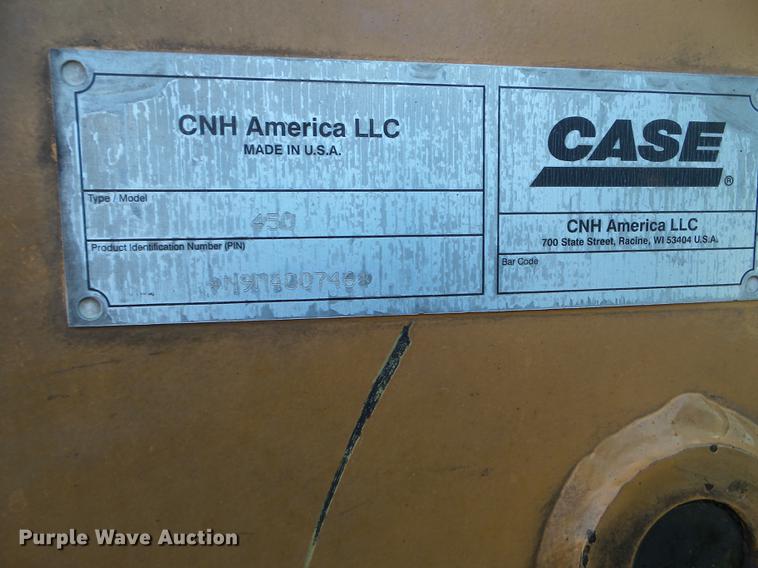 CNH America LLC
MADE IN U.S.A.
Type / Model
450
Product Identification Number (PIN)
CASE®
CNH America LLC
700 State Street, Racine, WI 53404 U.S.A.
Bar Code
Purple Wave Auction